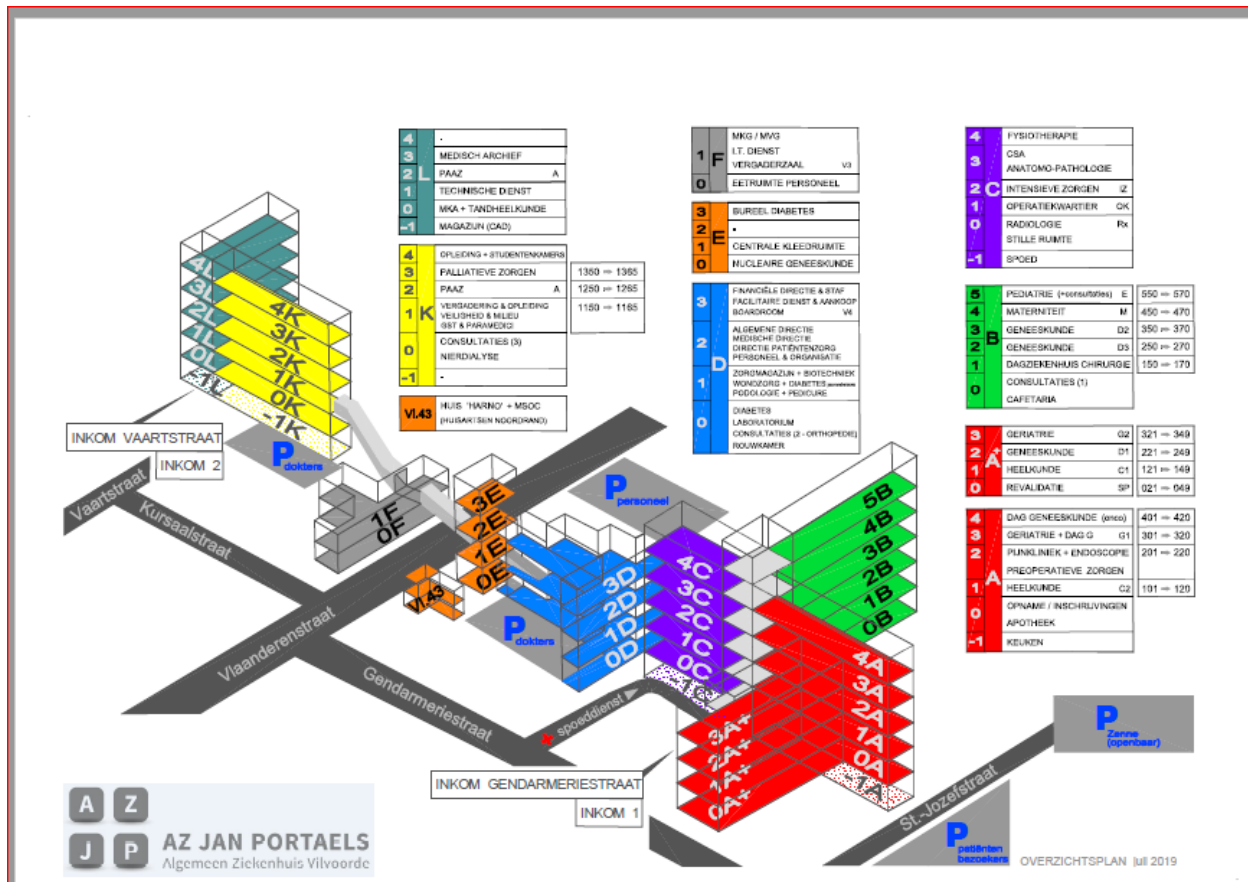 4 L -
3 MEDISCH ARCHIEF
2 PAAZ A
1 TECHNISCHE DIENST
0 MKA + TANDHEELKUNDE
-1 MAGAZIJN (CAD)
4 K OPLEIDING + STUDENTENKAMERS
3 PALLIATIEVE ZORGEN 1350 ⇨ 1365
2 PAAZ A 1250 ⇨ 1265
1 VERGADERING & OPLEIDING 1150 ⇨ 1165
VEILIGHEID & MILIEU
GST & PARAMEDICI
0 CONSULTATIES (3)
NIERDIALYSE
-1 -
VI.43 HUIS 'HARNO' + MSOC
(HUISARTSEN NOORDRAND)
1 F MKG / MVG
I.T. DIENST
VERGADERZAAL V3
0 EETRUIMTE PERSONEEL
3 E BUREEL DIABETES
2 -
1 CENTRALE KLEEDRUIMTE
0 NUCLEAIRE GENEESKUNDE
3 D FINANCIËLE DIRECTIE & STAF
FACILITAIRE DIENST & AANKOOP
BOARDROOM V4
2 ALGEMENE DIRECTIE
MEDISCHE DIRECTIE
DIRECTIE PATIËNTENZORG
PERSONEEL & ORGANISATIE
1 ZORGMAGAZIJN + BIOTECHNIEK
WONDZORG + DIABETES
PODOLOGIE + PEDICURE
0 DIABETES
LABORATORIUM
CONSULTATIES (2 - ORTHOPEDIE)
ROUWKAMER
4 C FYSIOTHERAPIE
3 CSA
ANATOMO-PATHOLOGIE
2 INTENSIEVE ZORGEN IZ
1 OPERATIEKWARTIER OK
0 RADIOLOGIE Rx
STILLE RUIMTE
-1 SPOED
5 B PEDIATRIE (+consultaties) E 550 ⇨ 570
4 MATERNITEIT M 450 ⇨ 470
3 GENEESKUNDE D2 350 ⇨ 370
2 GENEESKUNDE D3 250 ⇨ 270
1 DAGZIEKENHUIS CHIRURGIE 150 ⇨ 170
0 CONSULTATIES (1)
CAFETARIA
3 A+ GERIATRIE G2 321 ⇨ 349
2 GENEESKUNDE D1 221 ⇨ 249
1 HEELKUNDE C1 121 ⇨ 149
0 REVALIDATIE SP 021 ⇨ 049
4 A DAG GENEESKUNDE (onco) 401 ⇨ 420
3 GERIATRIE + DAG G G1 301 ⇨ 320
2 PIJNKLINIEK + ENDOSCOPIE 201 ⇨ 220
PREOPERATIEVE ZORGEN
1 HEELKUNDE C2 101 ⇨ 120
0 OPNAME / INSCHRIJVINGEN
APOTHEEK
-1 KEUKEN
4L
3L
2L
1L
0L
-1L
4K
3K
2K
1K
0K
-1K
INKOM VAARTSTRAAT
INKOM 2
P
dokters
Vaartstraat
Kursaalstraat
1F
0F
3E
2E
1E
0E
VI.43
P
personeel
P
dokters
3D
2D
1D
0D
4C
3C
2C
1C
0C
-1C
5B
4B
3B
2B
1B
0B
4A
3A
2A
1A
0A
-1A
3A+
2A+
1A+
0A+
Vlaanderenstraat
Gendarmeriestraat
spoeddienst
INKOM GENDARMERIESTRAAT
INKOM 1
P
Zenne
(openbaar)
St.-Jozefstraat
P
patiënten
bezoekers
A Z
J P
AZ JAN PORTAELS
Algemeen Ziekenhuis Vilvoorde
OVERZICHTSPLAN juli 2019